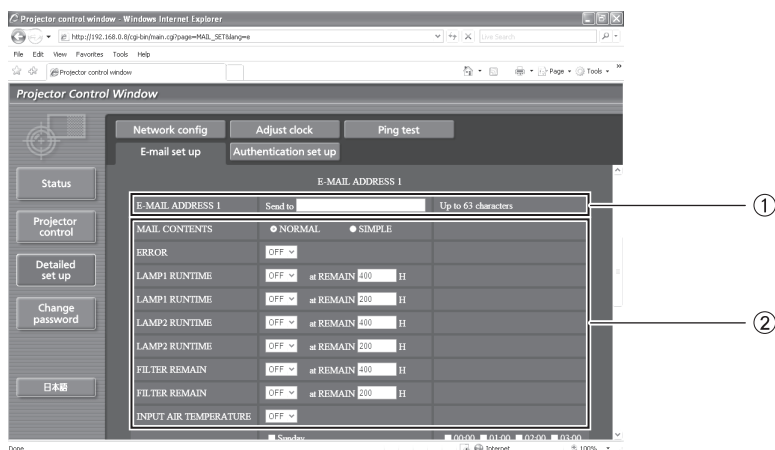 Projector control window - Windows Internet Explorer
http://192.168.0.8/cgi-bin/main.cgi?page=MAIL_SET&lang=e
Live Search
File Edit View Favorites Tools Help
Projector control window
Page Tools »
Projector Control Window
Network config Adjust clock Ping test
E-mail set up Authentication set up
Status
Projector control
Detailed set up
Change password
日本語
E-MAIL ADDRESS 1
E-MAIL ADDRESS 1 Send to Up to 63 characters
①
MAIL CONTENTS NORMAL SIMPLE
ERROR OFF
LAMP1 RUNTIME OFF at REMAIN 400 H
LAMP1 RUNTIME OFF at REMAIN 200 H
LAMP2 RUNTIME OFF at REMAIN 400 H
②
LAMP2 RUNTIME OFF at REMAIN 200 H
FILTER REMAIN OFF at REMAIN 400 H
FILTER REMAIN OFF at REMAIN 200 H
INPUT AIR TEMPERATURE OFF
Sunday 00:00 01:00 02:00 03:00
Done Internet 100%